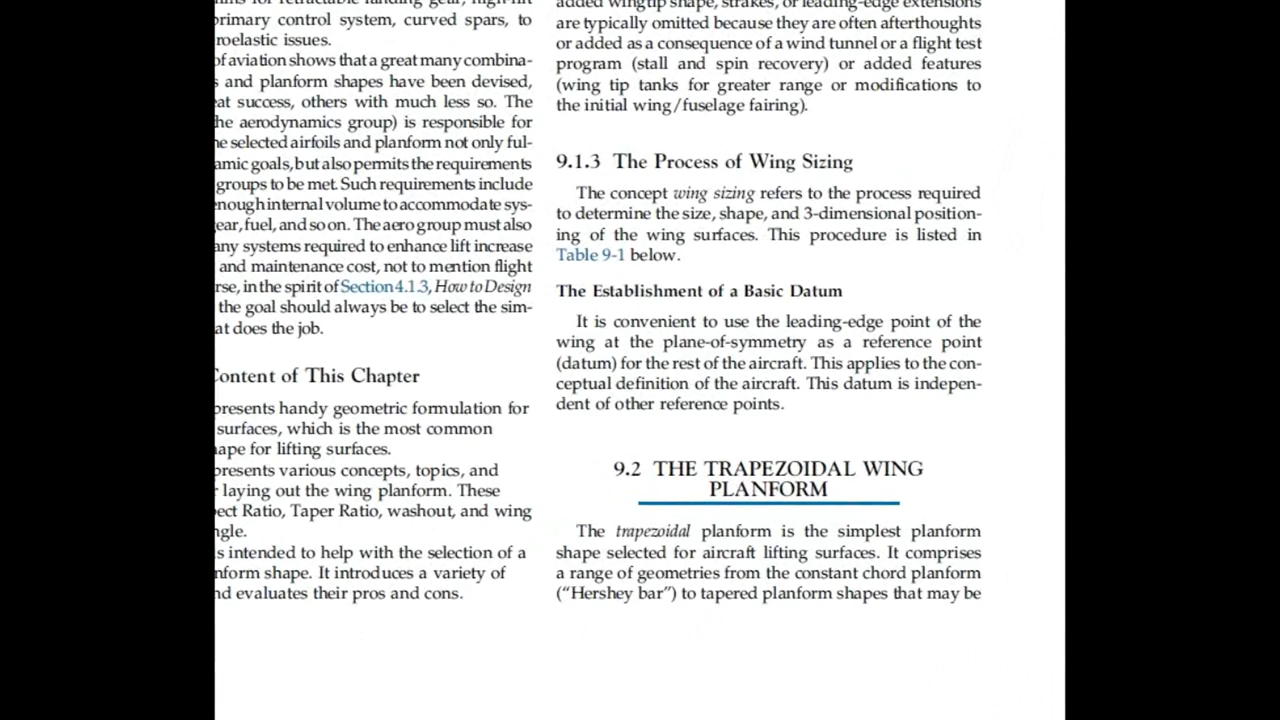 primary control system, curved spars, to
roelastic issues.
of aviation shows that a great many combina-
and planform shapes have been devised,
eat success, others with much less so. The
he aerodynamics group) is responsible for
ne selected airfoils and planform not only ful-
amic goals, but also permits the requirements
groups to be met. Such requirements include
enough internal volume to accommodate sys-
ear, fuel, and so on. The aero group must also
any systems required to enhance lift increase
and maintenance cost, not to mention flight
rse, in the spirit of Section 4.1.3, How to Design
the goal should always be to select the sim-
at does the job.
Content of This Chapter
presents handy geometric formulation for
surfaces, which is the most common
ape for lifting surfaces.
presents various concepts, topics, and
laying out the wing planform. These
ect Ratio, Taper Ratio, washout, and wing
ngle.
s intended to help with the selection of a
nform shape. It introduces a variety of
nd evaluates their pros and cons.
added wingtip shape, strakes, or leading-edge extensions
are typically omitted because they are often afterthoughts
or added as a consequence of a wind tunnel or a flight test
program (stall and spin recovery) or added features
(wing tip tanks for greater range or modifications to
the initial wing/fuselage fairing).
9.1.3 The Process of Wing Sizing
The concept wing sizing refers to the process required
to determine the size, shape, and 3-dimensional position-
ing of the wing surfaces. This procedure is listed in
Table 9-1 below.
The Establishment of a Basic Datum
It is convenient to use the leading-edge point of the
wing at the plane-of-symmetry as a reference point
(datum) for the rest of the aircraft. This applies to the con-
ceptual definition of the aircraft. This datum is indepen-
dent of other reference points.
9.2 THE TRAPEZOIDAL WING
PLANFORM
The trapezoidal planform is the simplest planform
shape selected for aircraft lifting surfaces. It comprises
a range of geometries from the constant chord planform
("Hershey bar") to tapered planform shapes that may be